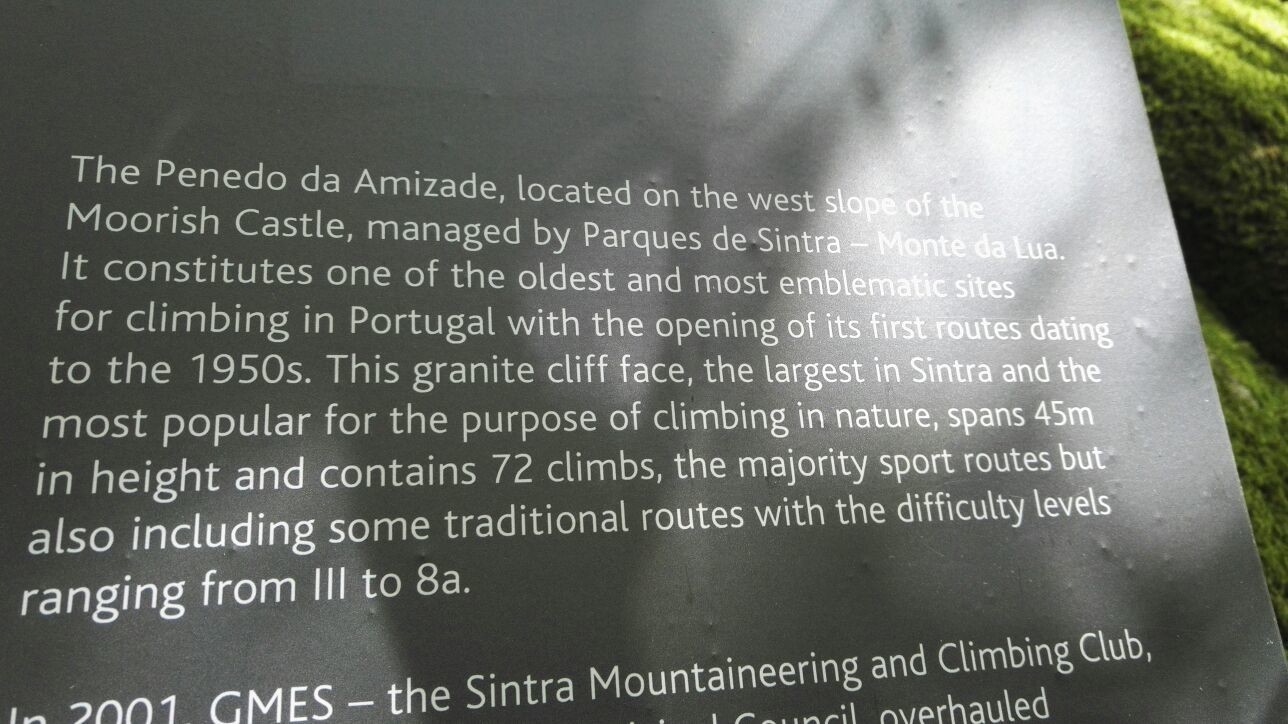 The Penedo da Amizade, located on the west slope of the
Moorish Castle, managed by Parques de Sintra – Monte da Lua.
It constitutes one of the oldest and most emblematic sites
for climbing in Portugal with the opening of its first routes dating
to the 1950s. This granite cliff face, the largest in Sintra and the
most popular for the purpose of climbing in nature, spans 45m
in height and contains 72 climbs, the majority sport routes but
also including some traditional routes with the difficulty levels
ranging from III to 8a.
In 2001, GMES – the Sintra Mountaineering and Climbing Club,
Council, overhauled